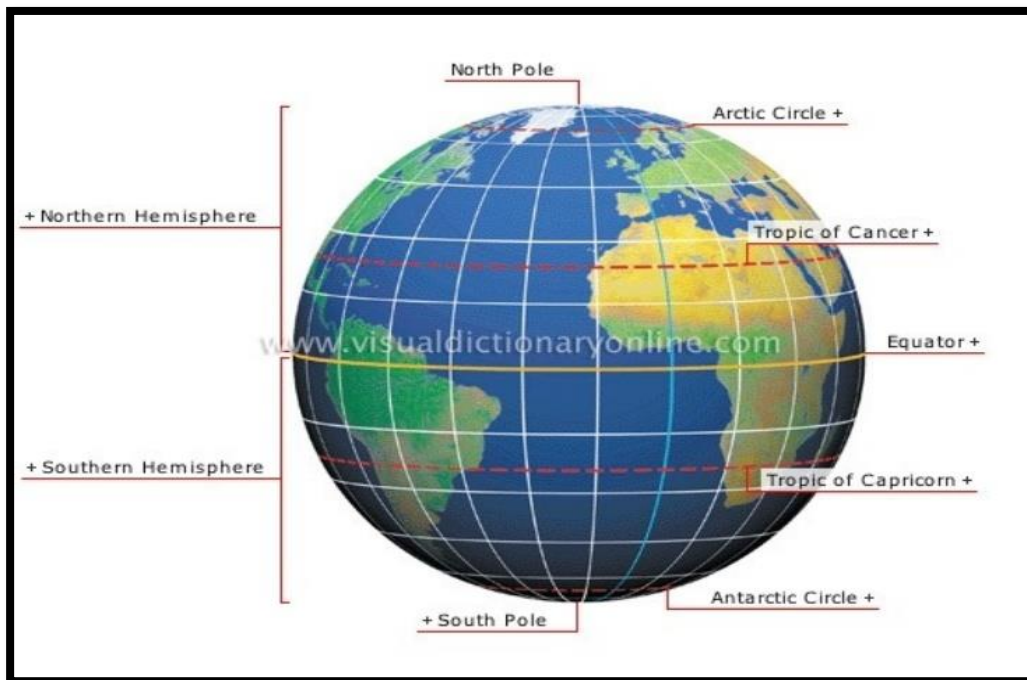 North Pole
Arctic Circle +
+ Northern Hemisphere
Tropic of Cancer +
www.visualdictionaryonline.com
Equator +
+ Southern Hemisphere
Tropic of Capricorn +
Antarctic Circle +
+ South Pole